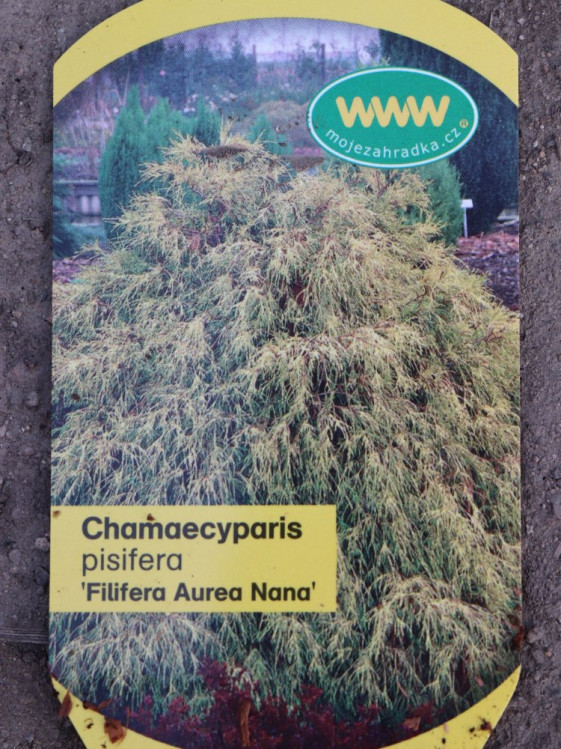 WWW®
mojezahradka.cz
Chamaecyparis
pisifera
'Filifera Aurea Nana'